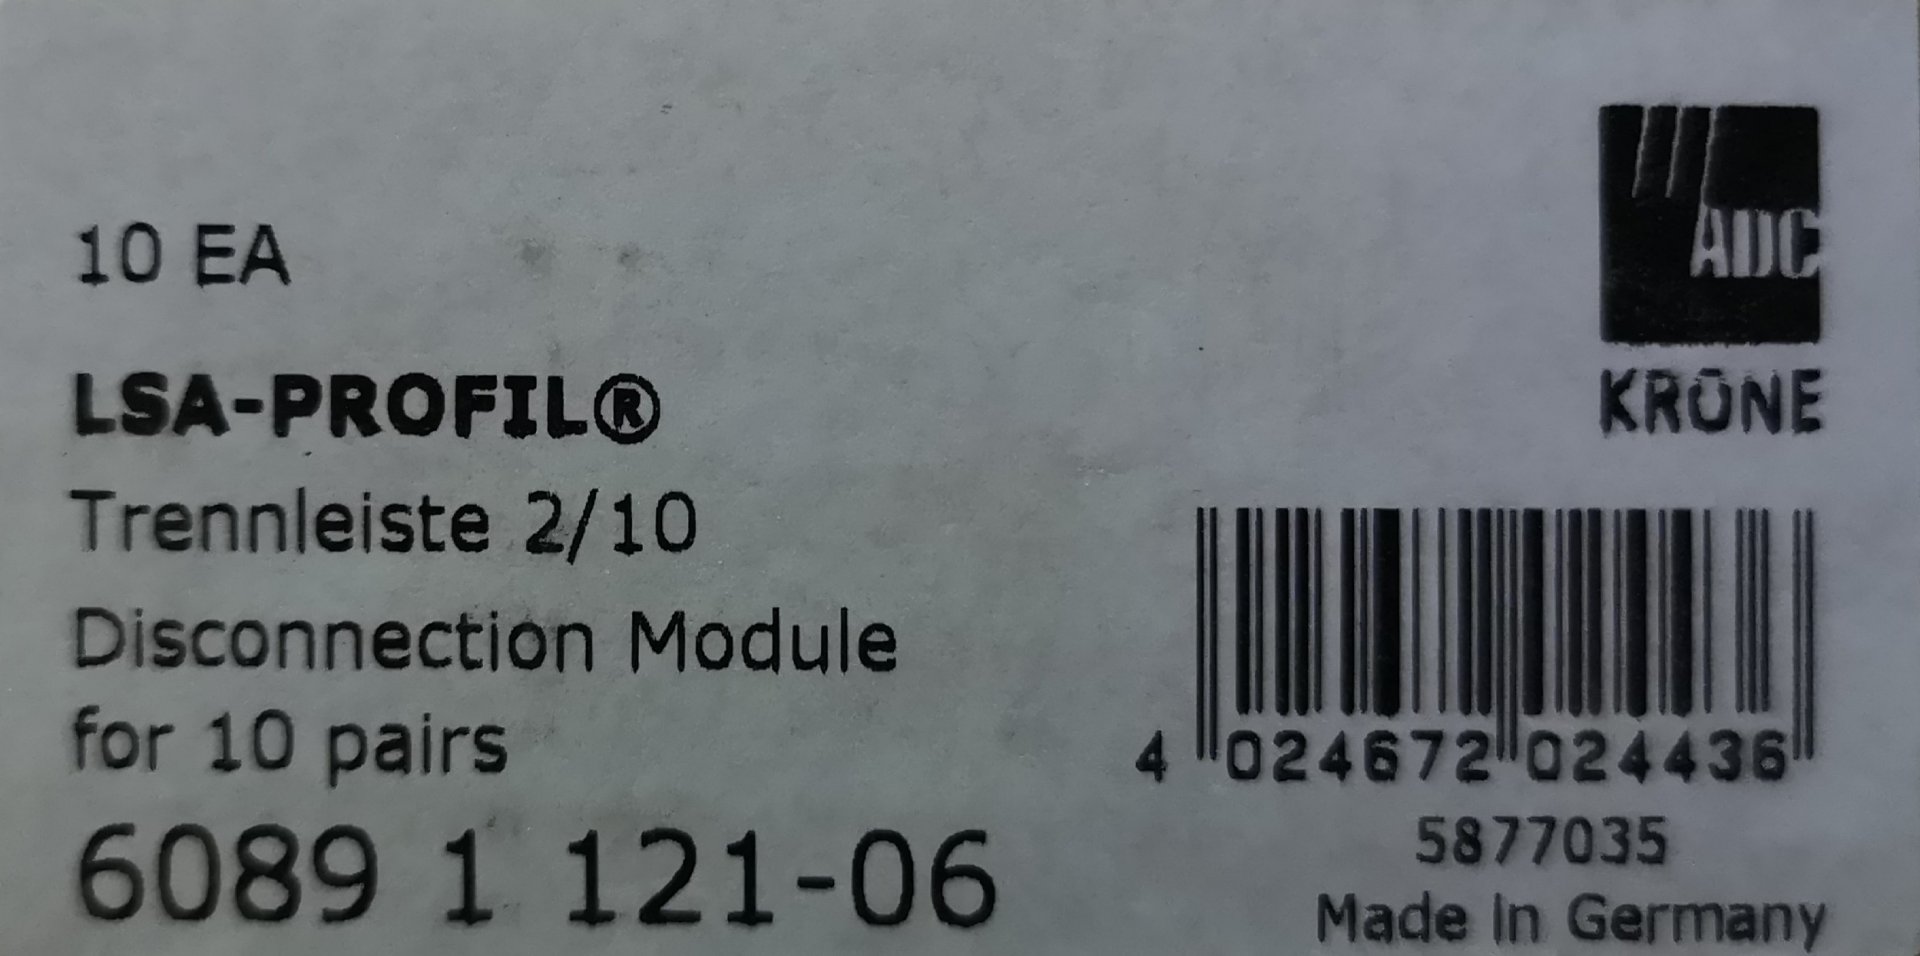 10 EA
LSA-PROFIL®
Trennleiste 2/10
Disconnection Module
for 10 pairs
6089 1 121-06
ADC
KRONE
4 024672 024436
5877035
Made in Germany